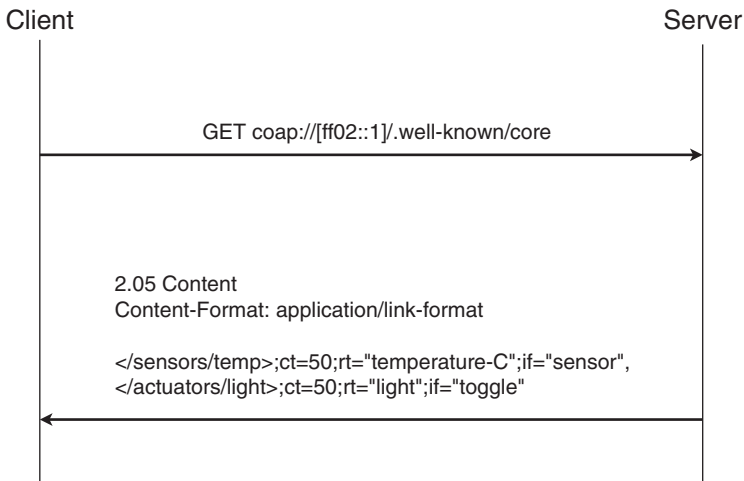 Client
Server
GET coap://[ff02::1]/.well-known/core
2.05 Content
Content-Format: application/link-format
</sensors/temp>;ct=50;rt="temperature-C";if="sensor",
</actuators/light>;ct=50;rt="light";if="toggle"